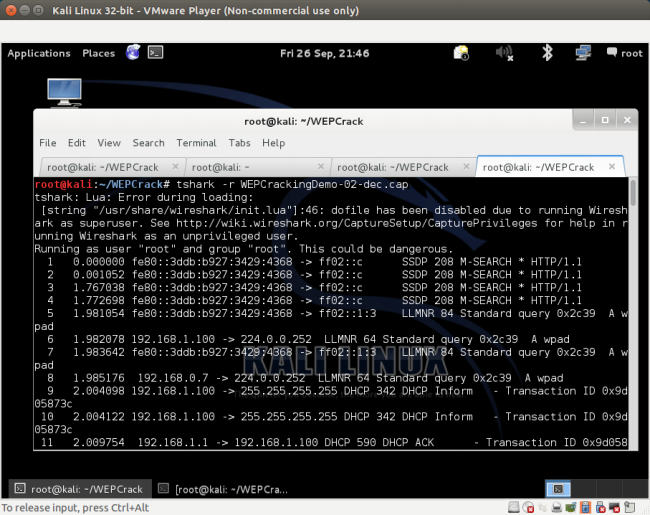 Kali Linux 32-bit - VMware Player (Non-commercial use only)
Applications Places Fri 26 Sep, 21:46 root
root@kali: ~/WEPCrack
File Edit View Search Terminal Tabs Help
root@kali: ~/WEPCrack × root@kali: ~ × root@kali: ~/WEPCrack × root@kali: ~/WEPCrack ×
root@kali:~/WEPCrack# tshark -r WEPCrackingDemo-02-dec.cap
tshark: Lua: Error during loading:
[string "/usr/share/wireshark/init.lua"]:46: dofile has been disabled due to running Wiresh
ark as superuser. See http://wiki.wireshark.org/CaptureSetup/CapturePrivileges for help in r
unning Wireshark as an unprivileged user.
Running as user "root" and group "root". This could be dangerous.
1 0.000000 fe80::3ddb:b927:3429:4368 -> ff02::c SSDP 208 M-SEARCH * HTTP/1.1
2 0.001052 fe80::3ddb:b927:3429:4368 -> ff02::c SSDP 208 M-SEARCH * HTTP/1.1
3 1.767038 fe80::3ddb:b927:3429:4368 -> ff02::c SSDP 208 M-SEARCH * HTTP/1.1
4 1.772698 fe80::3ddb:b927:3429:4368 -> ff02::c SSDP 208 M-SEARCH * HTTP/1.1
5 1.981054 fe80::3ddb:b927:3429:4368 -> ff02::1:3 LLMNR 84 Standard query 0x2c39 A w
pad
6 1.982078 192.168.1.100 -> 224.0.0.252 LLMNR 64 Standard query 0x2c39 A wpad
7 1.983642 fe80::3ddb:b927:3429:4368 -> ff02::1:3 LLMNR 84 Standard query 0x2c39 A w
pad
8 1.985176 192.168.0.7 -> 224.0.0.252 LLMNR 64 Standard query 0x2c39 A wpad
9 2.004098 192.168.1.100 -> 255.255.255.255 DHCP 342 DHCP Inform - Transaction ID 0x9d
05873c
10 2.004122 192.168.1.100 -> 255.255.255.255 DHCP 342 DHCP Inform - Transaction ID 0x9d
05873c
11 2.009754 192.168.1.1 -> 192.168.1.100 DHCP 590 DHCP ACK - Transaction ID 0x9d058
KALI LINUX
root@kali: ~/WEPCrack [root@kali: ~/WEPCra...
To release input, press Ctrl+Alt